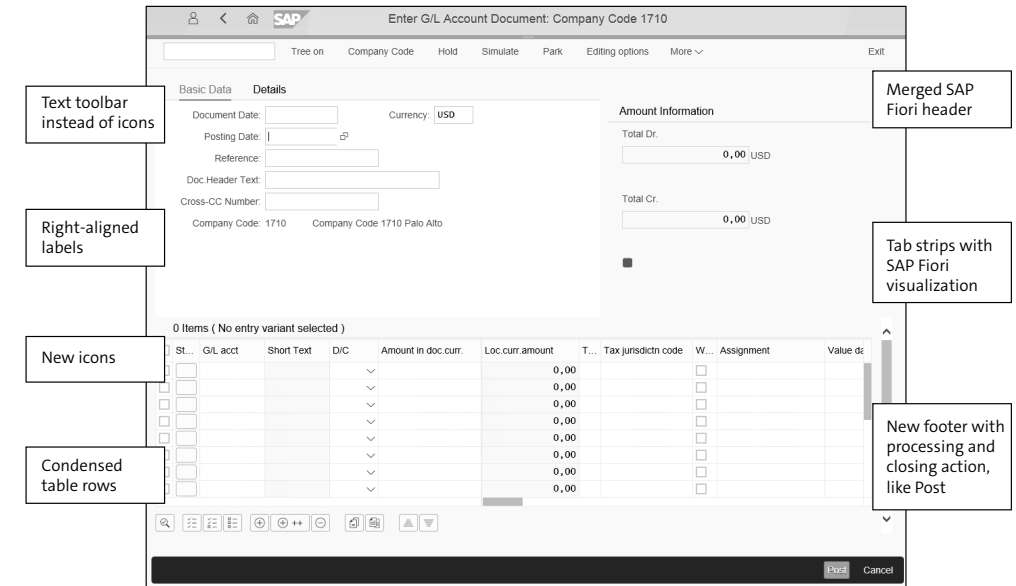 SAP
Enter G/L Account Document: Company Code 1710
Tree on Company Code Hold Simulate Park Editing options More Exit
Basic Data Details
Document Date: Currency: USD
Posting Date:
Reference:
Doc.Header Text:
Cross-CC Number:
Company Code: 1710 Company Code 1710 Palo Alto
Amount Information
Total Dr.
0,00 USD
Total Cr.
0,00 USD
0 Items ( No entry variant selected )
St... G/L acct Short Text D/C Amount in doc.curr. Loc.curr.amount T... Tax jurisdictn code W... Assignment Value da
0,00
0,00
0,00
0,00
0,00
0,00
0,00
0,00
++
Post Cancel
Text toolbar
instead of icons
Right-aligned
labels
New icons
Condensed
table rows
Merged SAP
Fiori header
Tab strips with
SAP Fiori
visualization
New footer with
processing and
closing action,
like Post